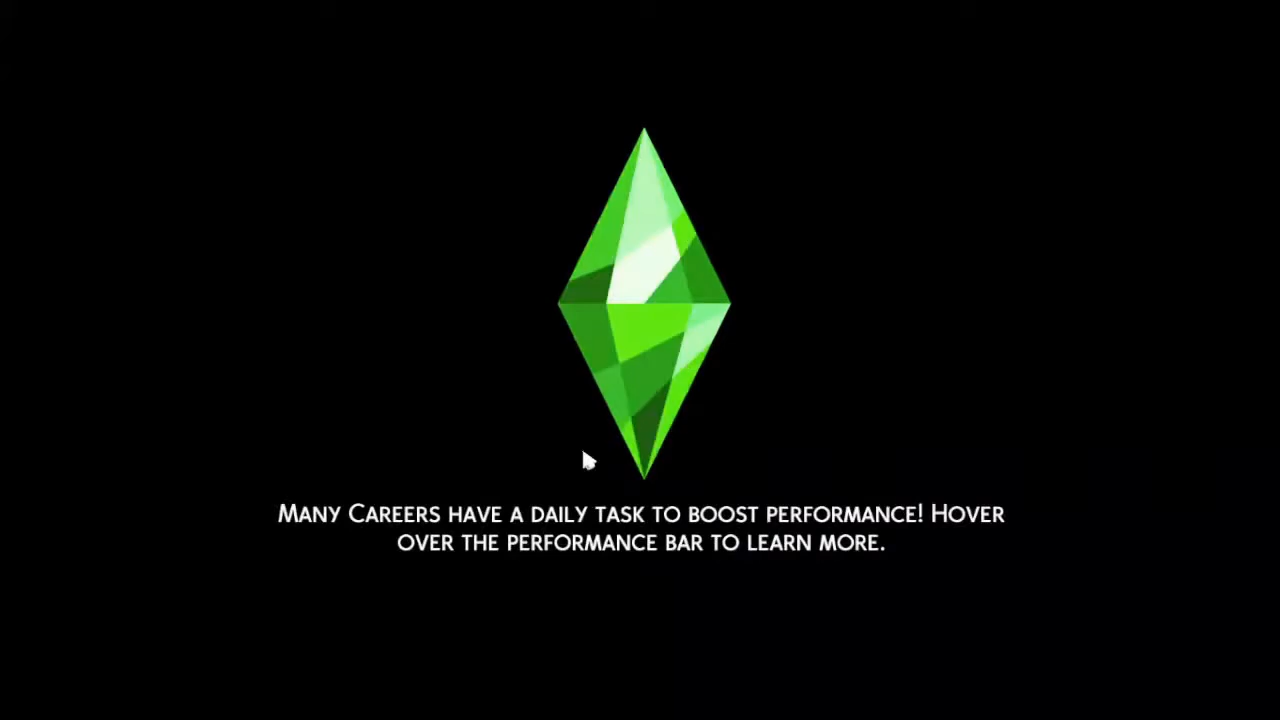 Many Careers have a daily task to boost performance! Hover
over the performance bar to learn more.